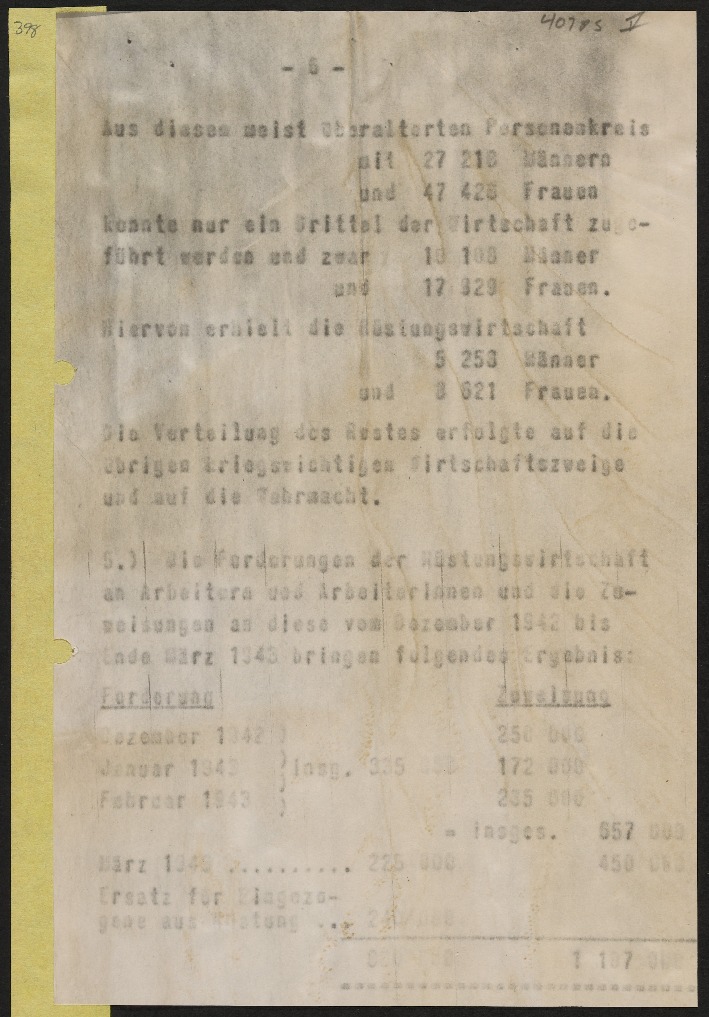 398
4078S IV
- 6 -
Aus diesem meist überalterten Personenkreis
mit 27 218 Männern
und 47 428 Frauen
konnte nur ein Drittel der Wirtschaft zuge-
führt werden und zwar 10 108 Männer
und 17 829 Frauen.
Hiervon erhielt die Rüstungswirtschaft
5 253 Männer
und 8 621 Frauen.
Die Verteilung des Restes erfolgte auf die
übrigen kriegswichtigen Wirtschaftszweige
und auf die Wehrmacht.
5.) Die Forderungen der Rüstungswirtschaft
an Arbeitern und Arbeiterinnen und die Zu-
weisungen an diese vom Dezember 1942 bis
Ende März 1943 bringen folgendes Ergebnis:
Forderung Zuweisung
Dezember 1942 ) 250 000
Januar 1943 ) insg. 335 000 172 000
Februar 1943 ) 235 000
= insges. 657 000
März 1943 .......... 225 000 450 000
Ersatz für Eingezo-
gene aus Rüstung ...
1 107 000